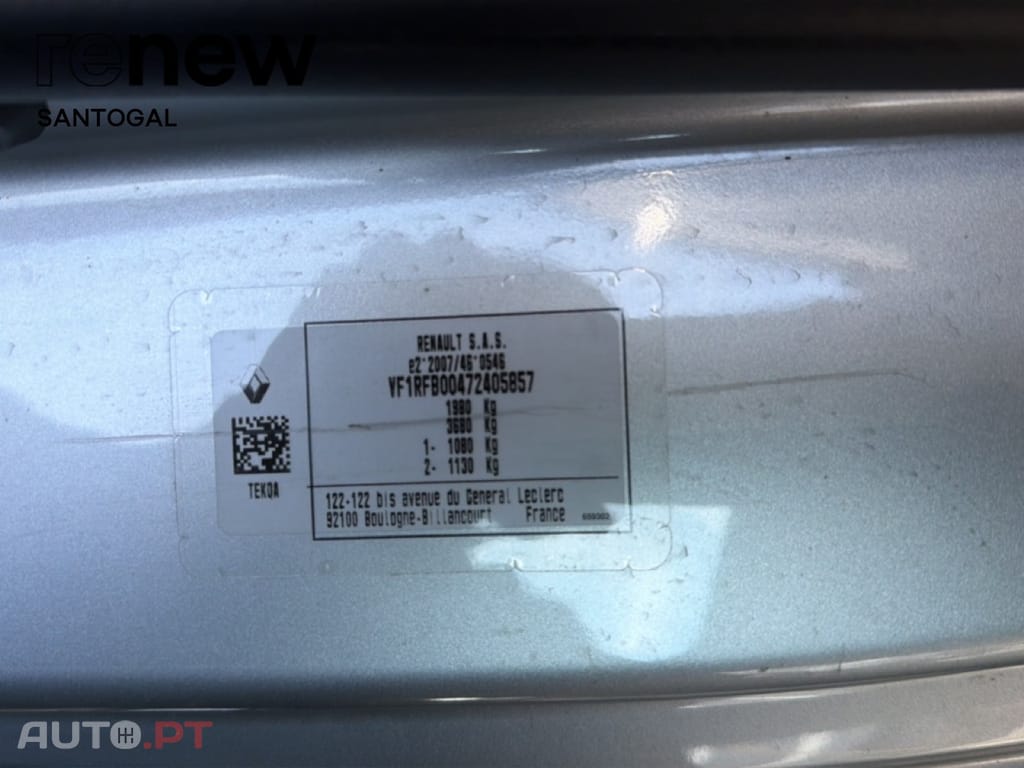 renew
SANTOGAL
RENAULT S.A.S.
e2*2007/46*0546
VF1RFB00472405857
1980 Kg
3680 Kg
1- 1080 Kg
2- 1130 Kg
TEKOA
122-122 bis avenue du General Leclerc
92100 Boulogne-Billancourt France
AUTO.PT